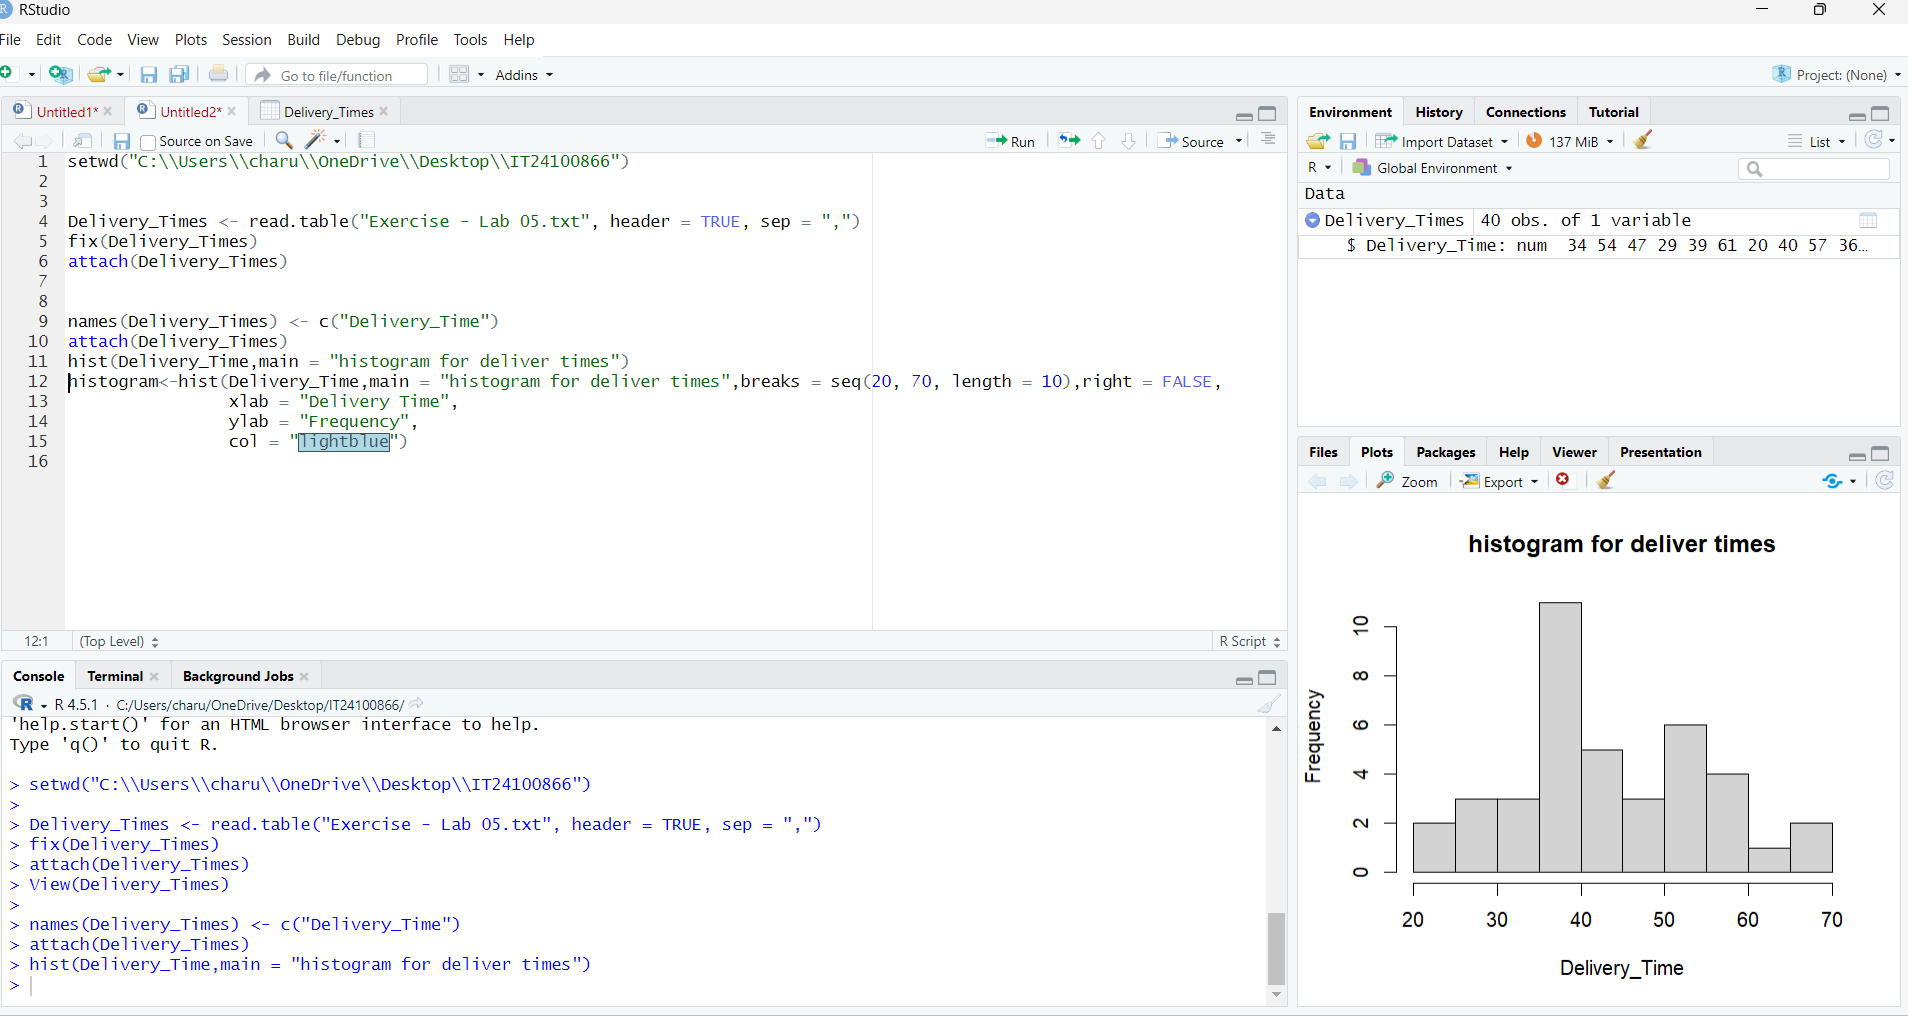 RStudio
File Edit Code View Plots Session Build Debug Profile Tools Help
Go to file/function Addins Project: (None)
Untitled1* Untitled2* Delivery_Times
Source on Save Run Source
1 setwd("C:\\Users\\charu\\OneDrive\\Desktop\\IT24100866")
2
3
4 Delivery_Times <- read.table("Exercise - Lab 05.txt", header = TRUE, sep = ",")
5 fix(Delivery_Times)
6 attach(Delivery_Times)
7
8
9 names(Delivery_Times) <- c("Delivery_Time")
10 attach(Delivery_Times)
11 hist(Delivery_Time,main = "histogram for deliver times")
12 histogram<-hist(Delivery_Time,main = "histogram for deliver times",breaks = seq(20, 70, length = 10),right = FALSE,
13 xlab = "Delivery Time",
14 ylab = "Frequency",
15 col = "lightblue")
16
12:1 (Top Level) R Script
Console Terminal Background Jobs
R 4.5.1 · C:/Users/charu/OneDrive/Desktop/IT24100866/
'help.start()' for an HTML browser interface to help.
Type 'q()' to quit R.
> setwd("C:\\Users\\charu\\OneDrive\\Desktop\\IT24100866")
>
> Delivery_Times <- read.table("Exercise - Lab 05.txt", header = TRUE, sep = ",")
> fix(Delivery_Times)
> attach(Delivery_Times)
> View(Delivery_Times)
>
> names(Delivery_Times) <- c("Delivery_Time")
> attach(Delivery_Times)
> hist(Delivery_Time,main = "histogram for deliver times")
>
Environment History Connections Tutorial
Import Dataset 137 MiB List
R Global Environment
Data
Delivery_Times 40 obs. of 1 variable
$ Delivery_Time: num 34 54 47 29 39 61 20 40 57 36…
Files Plots Packages Help Viewer Presentation
Zoom Export
histogram for deliver times
Frequency
10
8
6
4
2
0
20 30 40 50 60 70
Delivery_Time